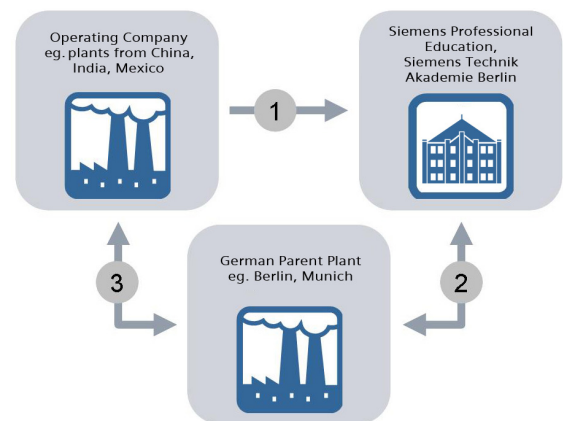 Operating Company
eg. plants from China,
India, Mexico
Siemens Professional
Education,
Siemens Technik
Akademie Berlin
1
German Parent Plant
eg. Berlin, Munich
3
2